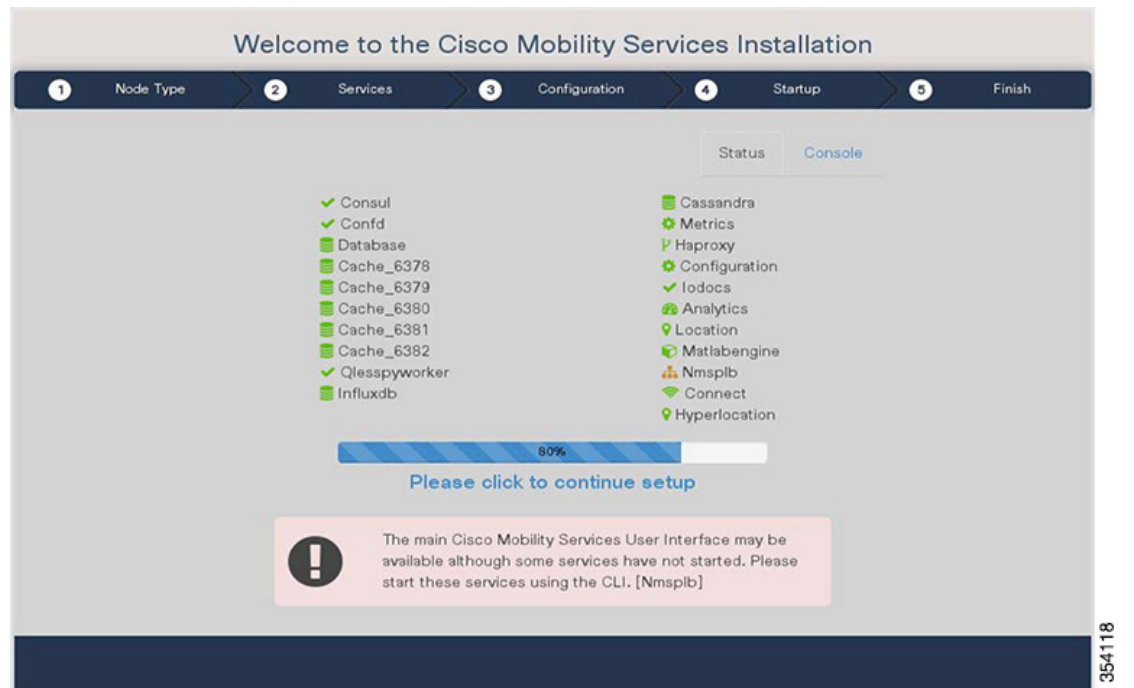 Welcome to the Cisco Mobility Services Installation
1 Node Type 2 Services 3 Configuration 4 Startup 5 Finish
Status Console
Consul
Confd
Database
Cache_6378
Cache_6379
Cache_6380
Cache_6381
Cache_6382
Qlesspyworker
Influxdb
Cassandra
Metrics
Haproxy
Configuration
Iodocs
Analytics
Location
Matlabengine
Nmsplb
Connect
Hyperlocation
80%
Please click to continue setup
The main Cisco Mobility Services User Interface may be
available although some services have not started. Please
start these services using the CLI. [Nmsplb]
354118